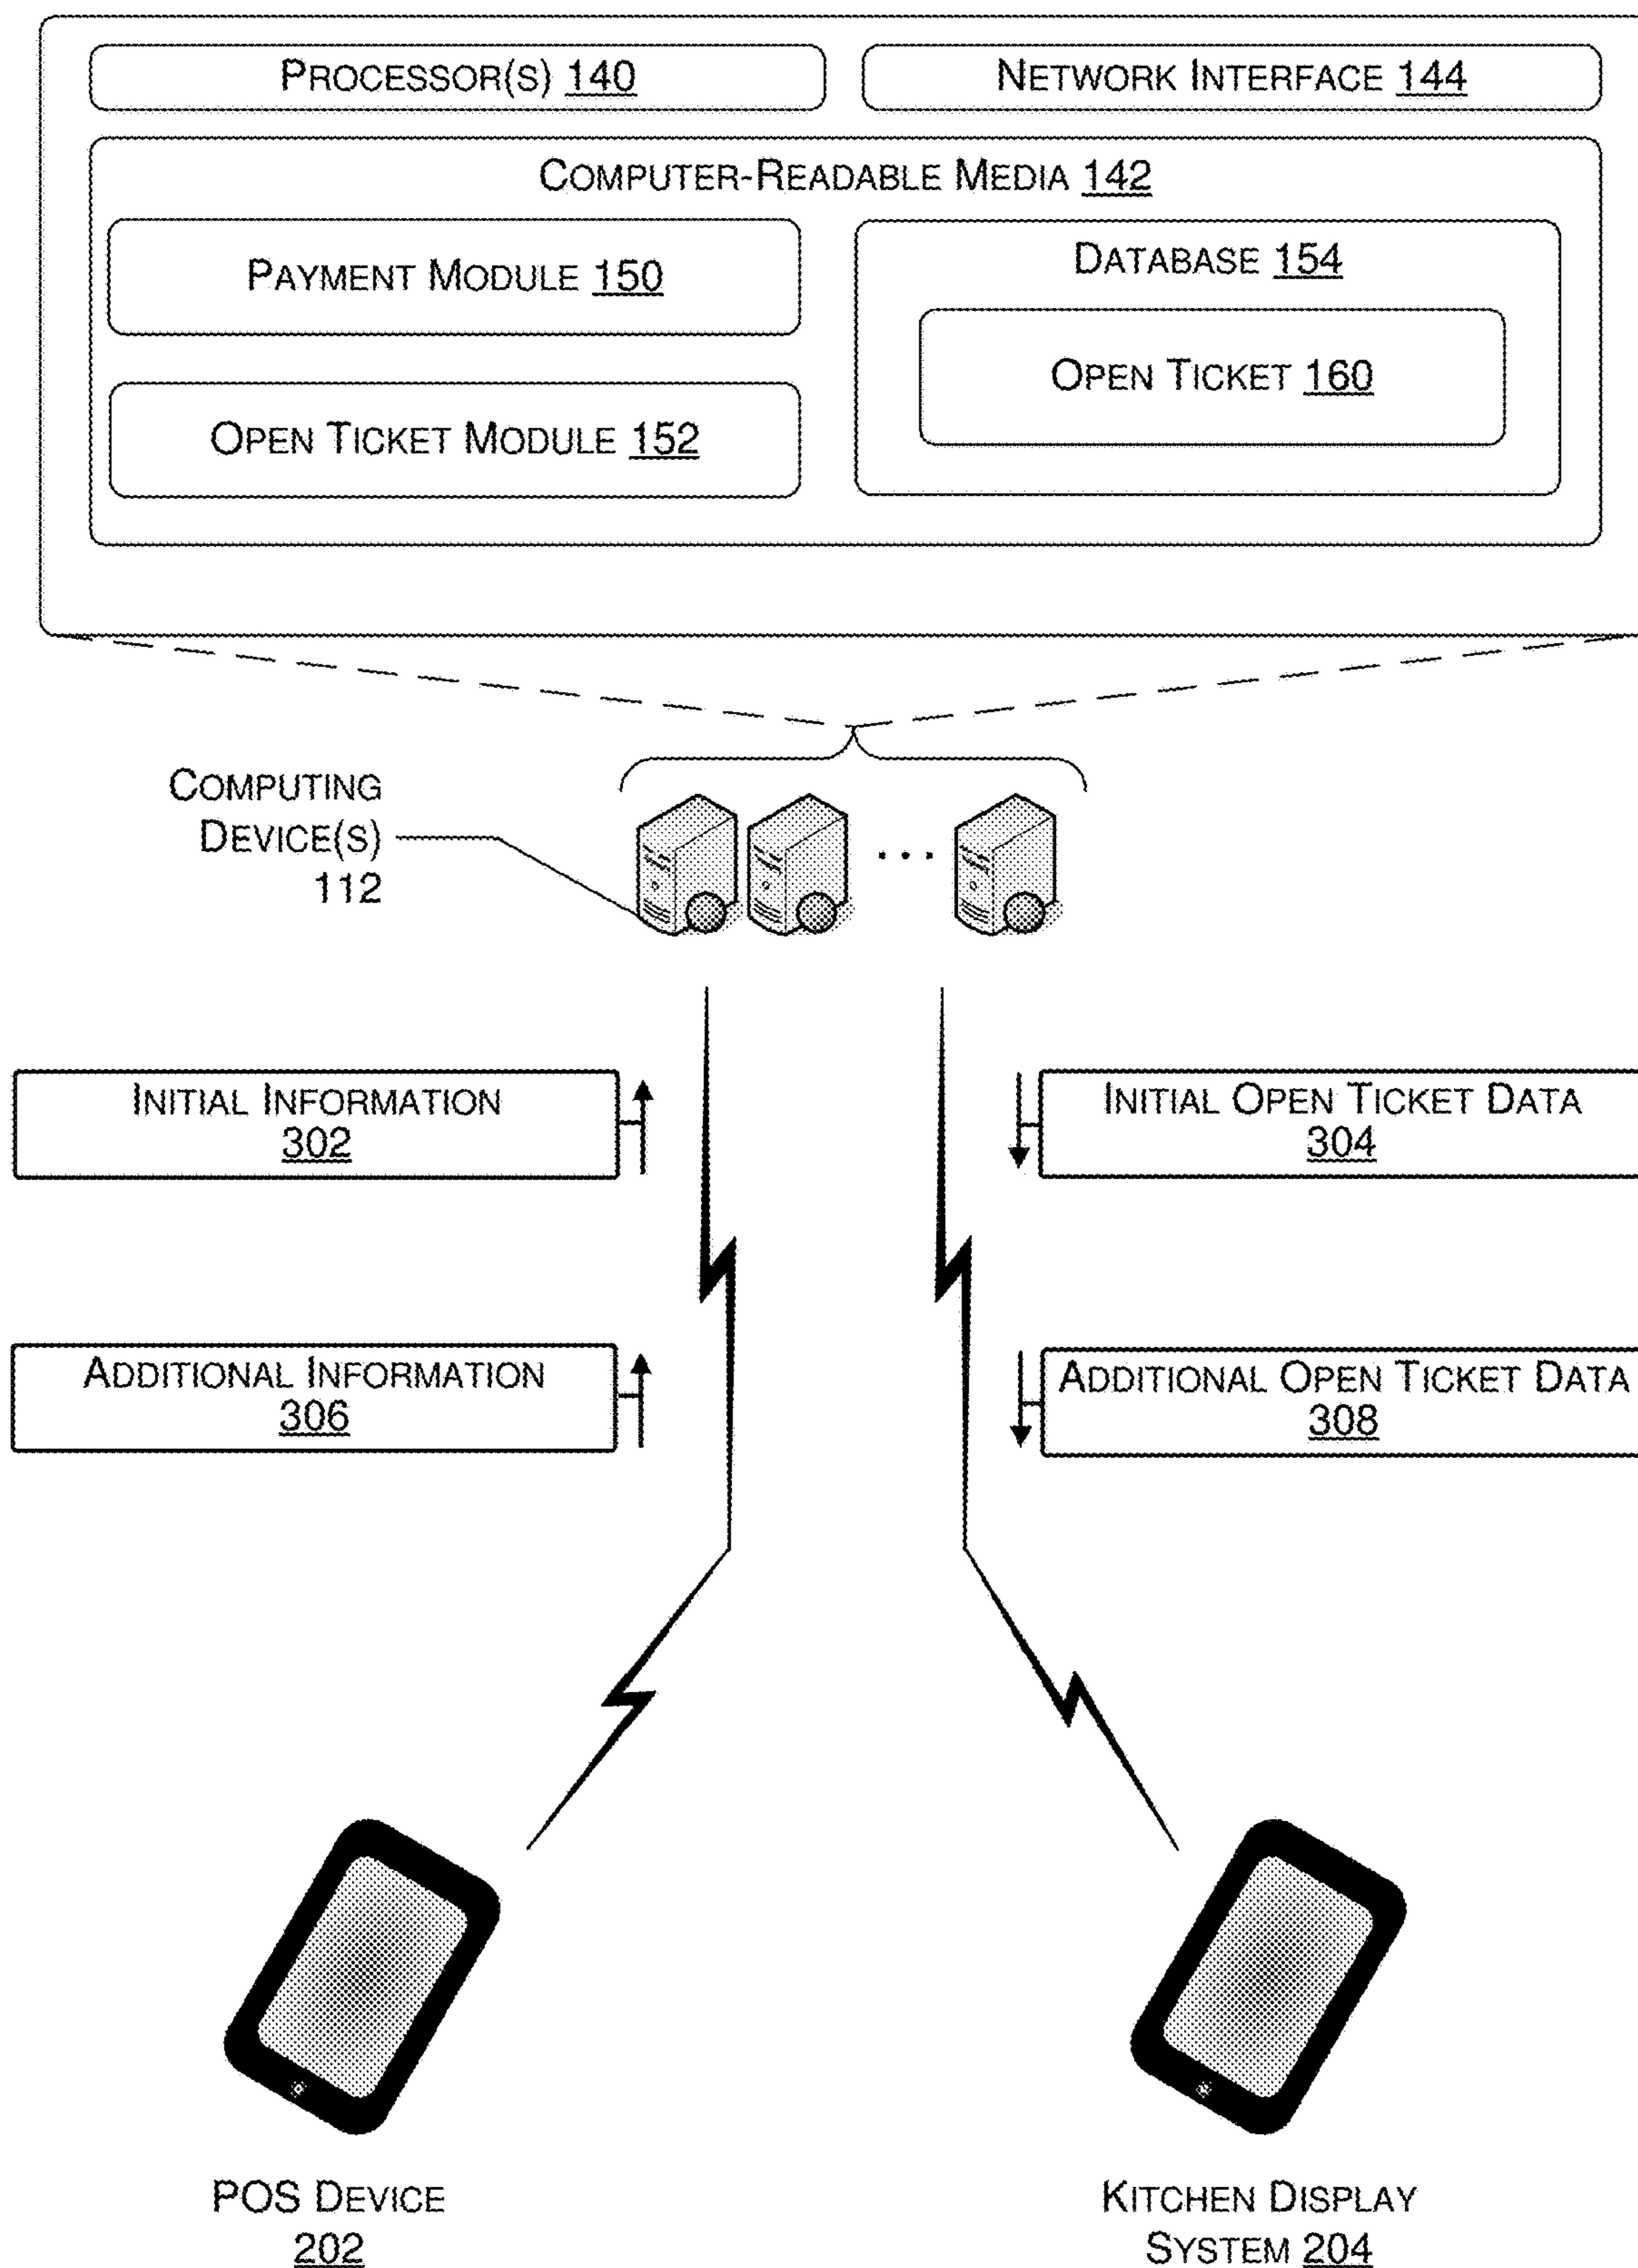 PROCESSOR(S) 140
NETWORK INTERFACE 144
COMPUTER-READABLE MEDIA 142
PAYMENT MODULE 150
DATABASE 154
OPEN TICKET 160
OPEN TICKET MODULE 152
COMPUTING
DEVICE(S)
112
...
INITIAL INFORMATION
302
INITIAL OPEN TICKET DATA
304
ADDITIONAL INFORMATION
306
ADDITIONAL OPEN TICKET DATA
308
POS DEVICE
202
KITCHEN DISPLAY
SYSTEM 204